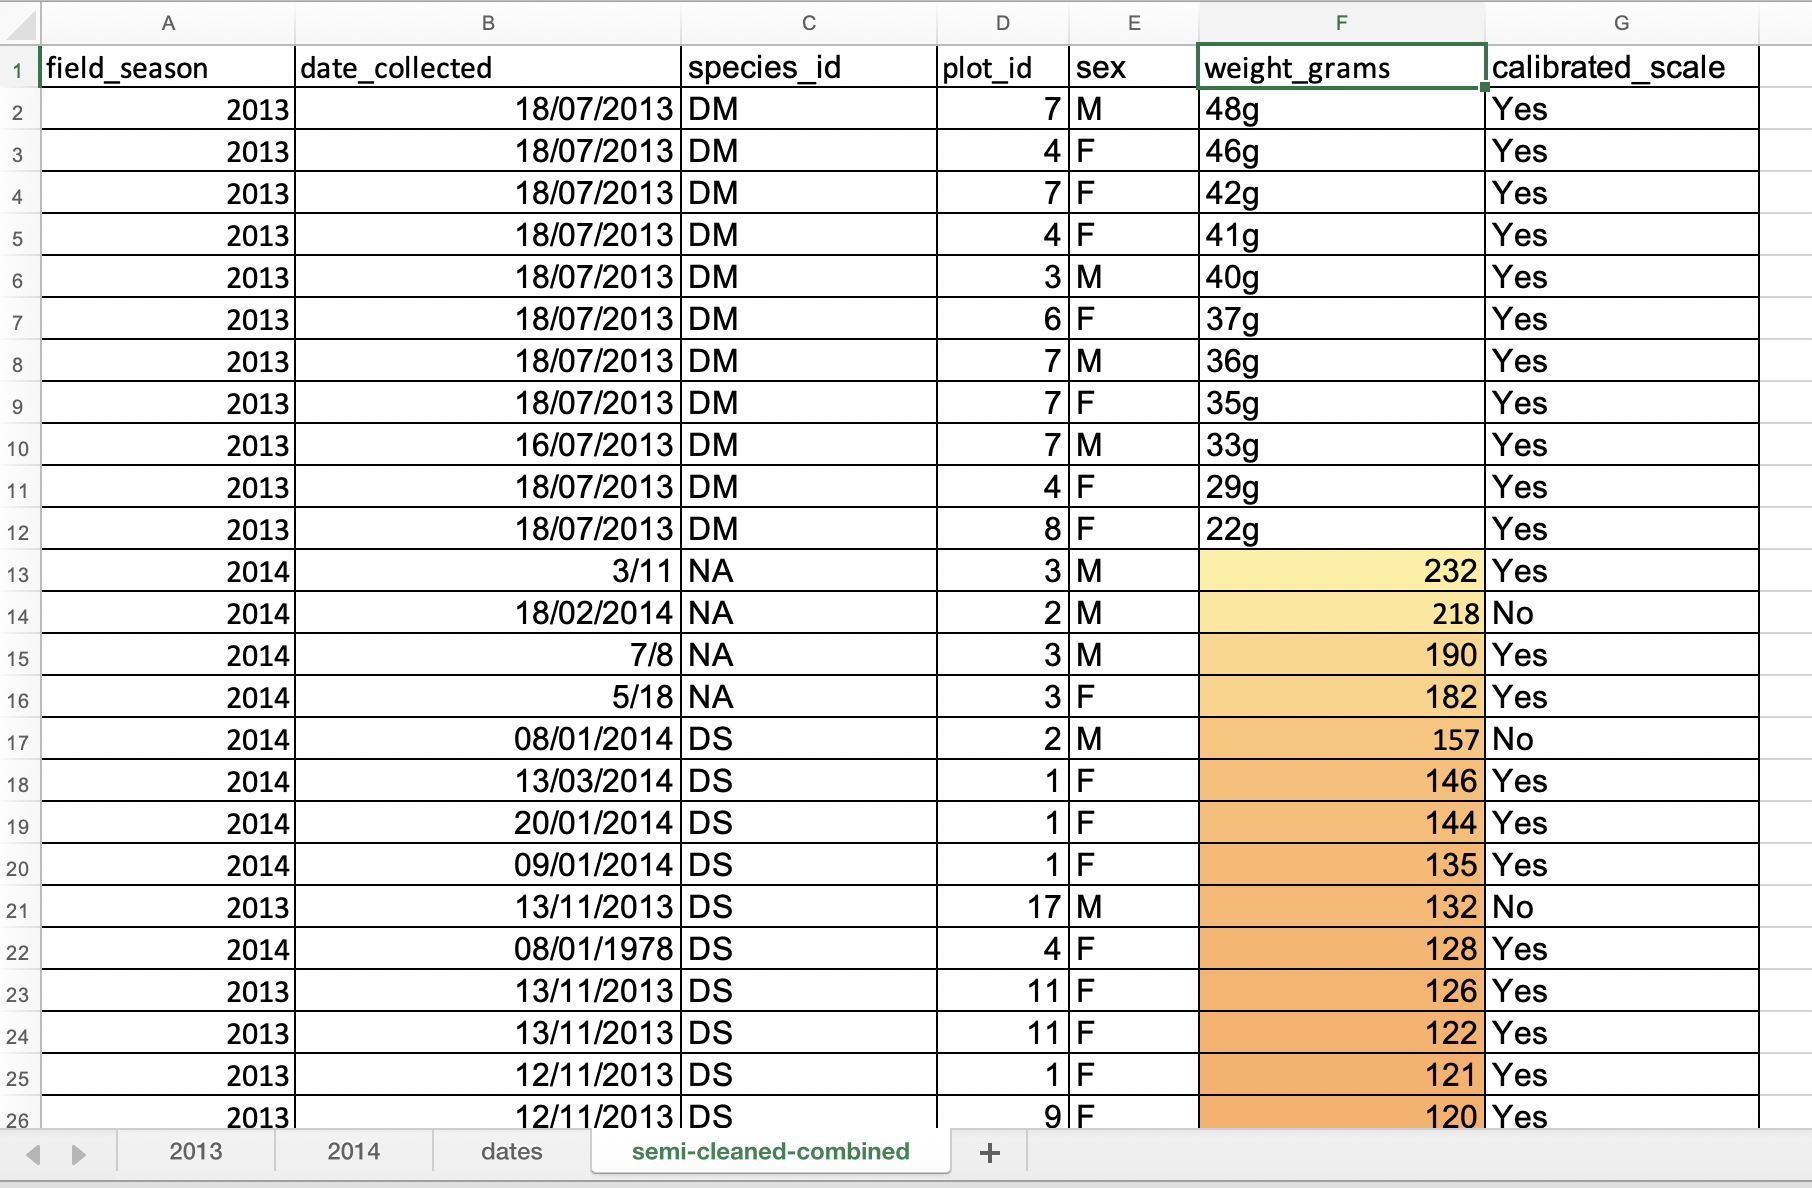 A B C D E F G
1 field_season date_collected species_id plot_id sex weight_grams calibrated_scale
2 2013 18/07/2013 DM 7 M 48g Yes
3 2013 18/07/2013 DM 4 F 46g Yes
4 2013 18/07/2013 DM 7 F 42g Yes
5 2013 18/07/2013 DM 4 F 41g Yes
6 2013 18/07/2013 DM 3 M 40g Yes
7 2013 18/07/2013 DM 6 F 37g Yes
8 2013 18/07/2013 DM 7 M 36g Yes
9 2013 18/07/2013 DM 7 F 35g Yes
10 2013 16/07/2013 DM 7 M 33g Yes
11 2013 18/07/2013 DM 4 F 29g Yes
12 2013 18/07/2013 DM 8 F 22g Yes
13 2014 3/11 NA 3 M 232 Yes
14 2014 18/02/2014 NA 2 M 218 No
15 2014 7/8 NA 3 M 190 Yes
16 2014 5/18 NA 3 F 182 Yes
17 2014 08/01/2014 DS 2 M 157 No
18 2014 13/03/2014 DS 1 F 146 Yes
19 2014 20/01/2014 DS 1 F 144 Yes
20 2014 09/01/2014 DS 1 F 135 Yes
21 2013 13/11/2013 DS 17 M 132 No
22 2014 08/01/1978 DS 4 F 128 Yes
23 2013 13/11/2013 DS 11 F 126 Yes
24 2013 13/11/2013 DS 11 F 122 Yes
25 2013 12/11/2013 DS 1 F 121 Yes
26 2013 12/11/2013 DS 9 F 120 Yes
2013 2014 dates semi-cleaned-combined +